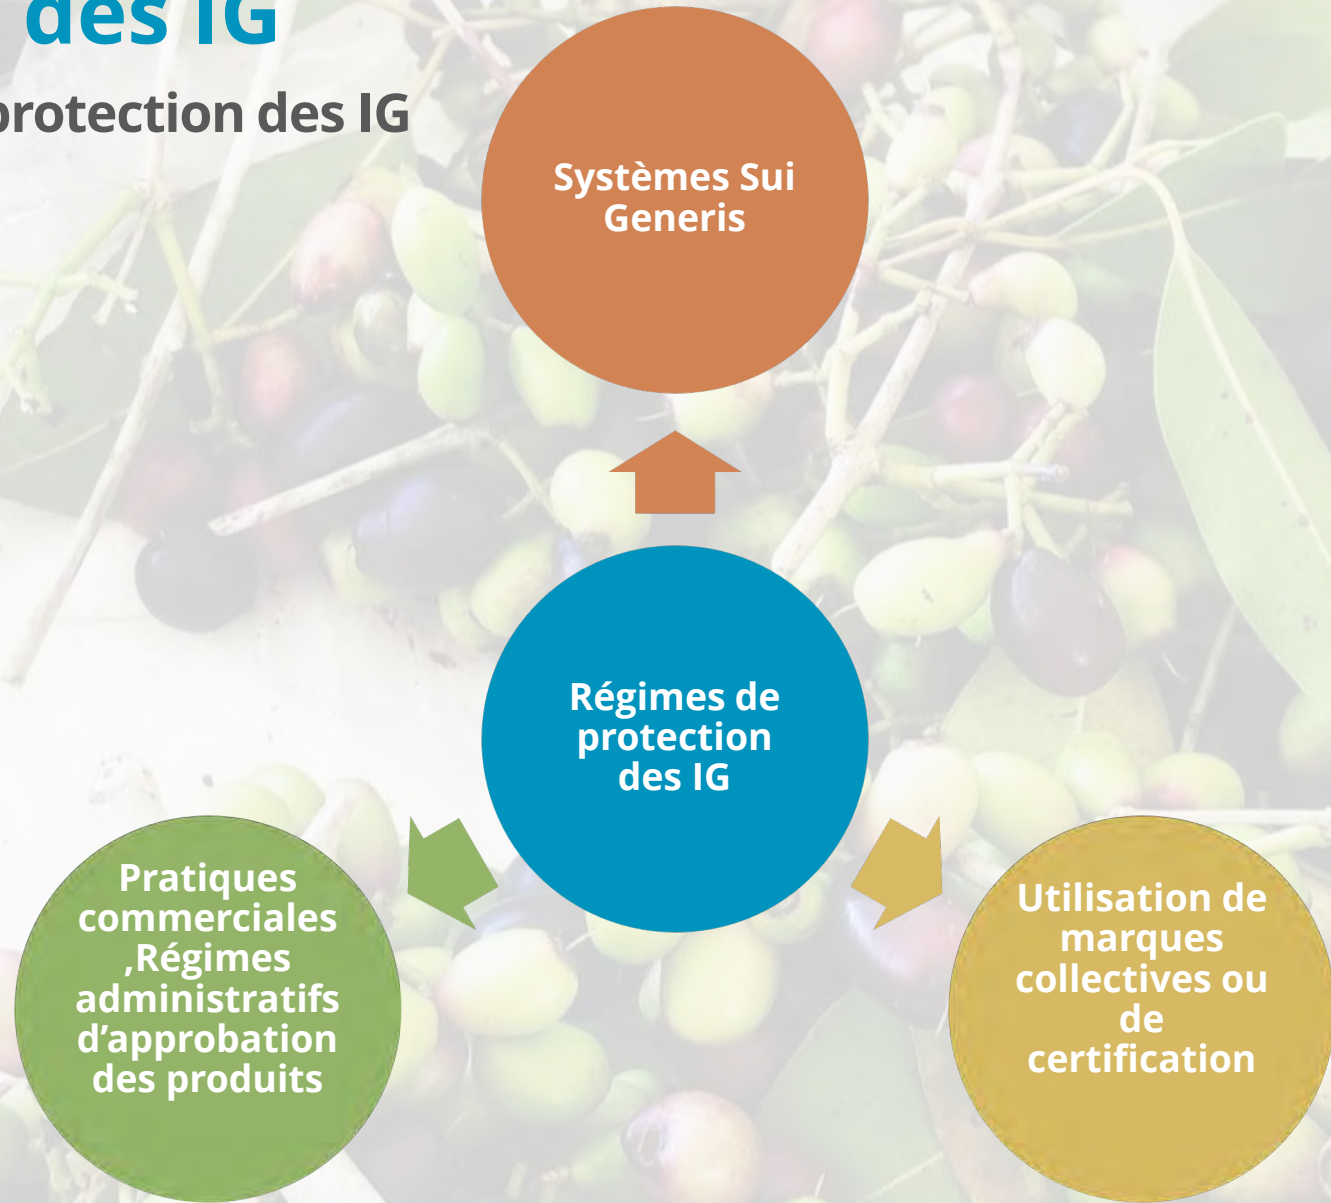 des IG
protection des IG
Systèmes Sui
Generis
Régimes de
protection
des IG
Pratiques
commerciales
,Régimes
administratifs
d’approbation
des produits
Utilisation de
marques
collectives ou
de
certification